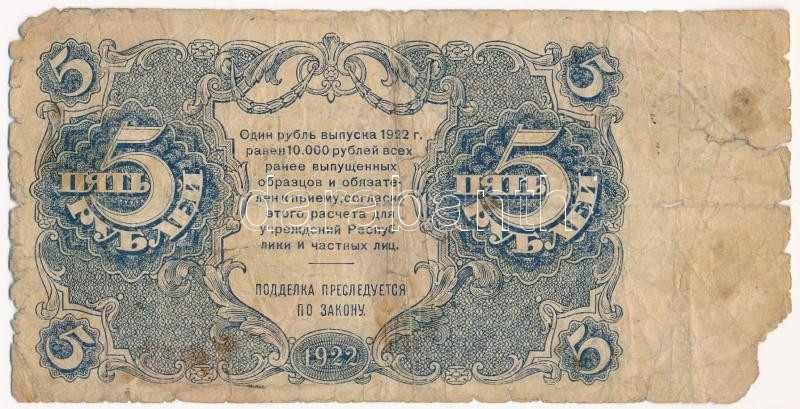 5
5
5
ПЯТЬ
РУБЛЕЙ
Один рубль выпуска 1922 г.
равен 10.000 рублей всех
ранее выпущенных
образцов и обязате-
лен к приему, согласно
этого расчета для
учреждений Респуб-
лики и частных лиц.
ПОДДЕЛКА ПРЕСЛЕДУЕТСЯ
ПО ЗАКОНУ.
5
ПЯТЬ
РУБЛЕЙ
darabanth
5
1922
5